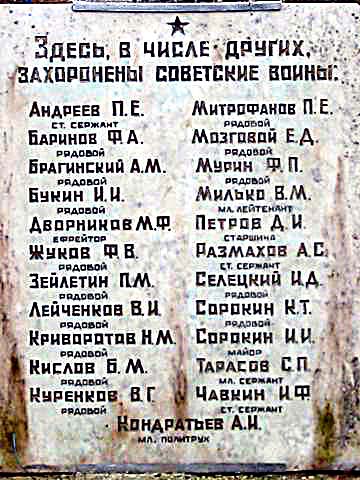 Здесь, в числе других,
захоронены советские воины:
Андреев П.Е.
ст. сержант
Баринов Ф.А.
рядовой
Брагинский А.М.
рядовой
Букин И.И.
рядовой
Дворников М.Ф.
ефрейтор
Жуков Ф.В.
рядовой
Зейлетин П.М.
рядовой
Лейченков В.И.
рядовой
Криворотов Н.М.
рядовой
Кислов Б.М.
рядовой
Куренков В.Г.
рядовой
Митрофанов П.Е.
рядовой
Мозговой Е.Д.
рядовой
Мурин Ф.П.
рядовой
Милько В.М.
мл. лейтенант
Петров Д.И.
старшина
Размахов А.С.
ст. сержант
Селецкий И.Д.
рядовой
Сорокин К.Т.
рядовой
Сорокин И.И.
майор
Тарасов С.П.
мл. сержант
Чавкин И.Ф
ст. сержант
Кондратьев А.И.
мл. политрук